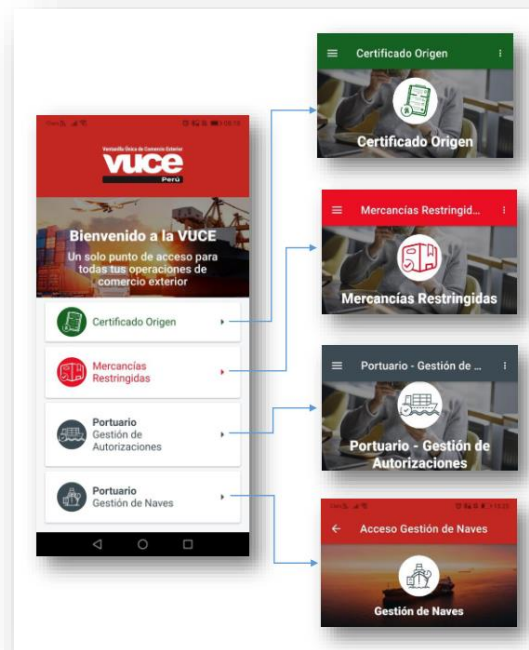 Ventanilla Única de Comercio Exterior
vuce
Perú
Bienvenido a la VUCE
Un solo punto de acceso para
todas tus operaciones de
comercio exterior
Certificado Origen
Mercancías
Restringidas
Portuario
Gestión de
Autorizaciones
Portuario
Gestión de Naves
Certificado Origen
Certificado Origen
Mercancías Restringid...
Mercancías Restringidas
Portuario - Gestión de ...
Portuario - Gestión de
Autorizaciones
Acceso Gestión de Naves
Gestión de Naves